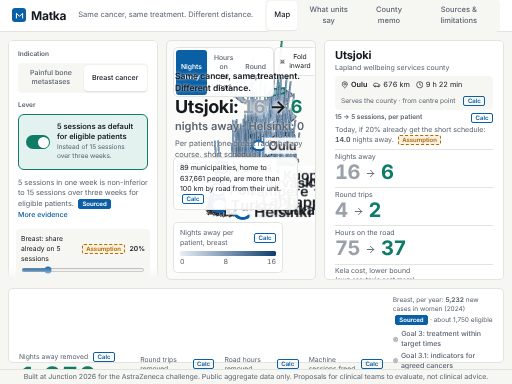 Matka
Same cancer, same treatment. Different distance.
Map
What units say
County memo
Sources & limitations
Indication
Painful bone metastases
Breast cancer
Lever
5 sessions as default for eligible patients
Instead of 15 sessions over three weeks.
5 sessions in one week is non-inferior to 15 sessions over three weeks for eligible patients. Sourced
More evidence
Breast: share already on 5 sessions
Assumption
20%
Nights
Hours on
Round
Fold inward
Same cancer, same treatment.
Different distance.
Utsjoki: 16 → 6
nights away. Helsinki: 0
89 municipalities, home to 637,661 people, are more than 100 km by road from their unit.
Calc
Oulu
Helsinki
Nights away per patient, breast
Calc
0 8 16
Utsjoki
Lapland wellbeing services county
Oulu 676 km 9 h 22 min
Serves the county · from centre point Calc
15 → 5 sessions, per patient Calc
Today, if 20% already get the short schedule: 14.0 nights away. Assumption
Nights away
16 → 6
Round trips
4 → 2
Hours on the road
75 → 37
Kela cost, lower bound
Nights away removed Calc
Round trips removed Calc
Road hours removed Calc
Machine sessions freed Calc
Breast, per year: 5,232 new cases in women (2024)
Sourced · about 1,750 eligible
Goal 3: treatment within target times
Goal 3.1: indicators for agreed cancers
Built at Junction 2026 for the AstraZeneca challenge. Public aggregate data only. Proposals for clinical teams to evaluate, not clinical advice.